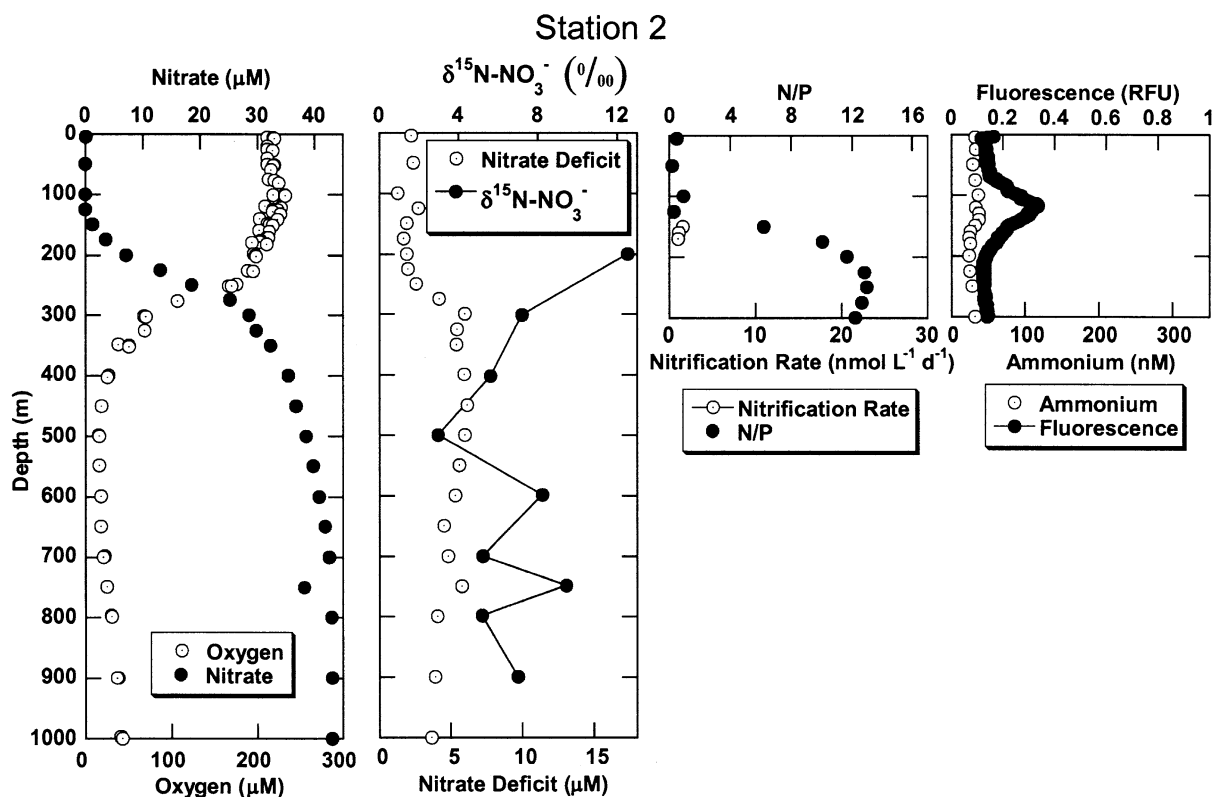 Station 2
Nitrate (μM)
0 10 20 30 40
0
100
200
300
400
500
600
700
800
900
1000
Depth (m)
Oxygen
Nitrate
0 100 200 300
Oxygen (μM)
δ¹⁵N-NO₃⁻ (⁰/₀₀)
0 4 8 12
Nitrate Deficit
δ¹⁵N-NO₃⁻
0 5 10 15
Nitrate Deficit (μM)
N/P
0 4 8 12 16
0 10 20 30
Nitrification Rate (nmol L⁻¹ d⁻¹)
Nitrification Rate
N/P
Fluorescence (RFU)
0 0.2 0.4 0.6 0.8 1
0 100 200 300
Ammonium (nM)
Ammonium
Fluorescence